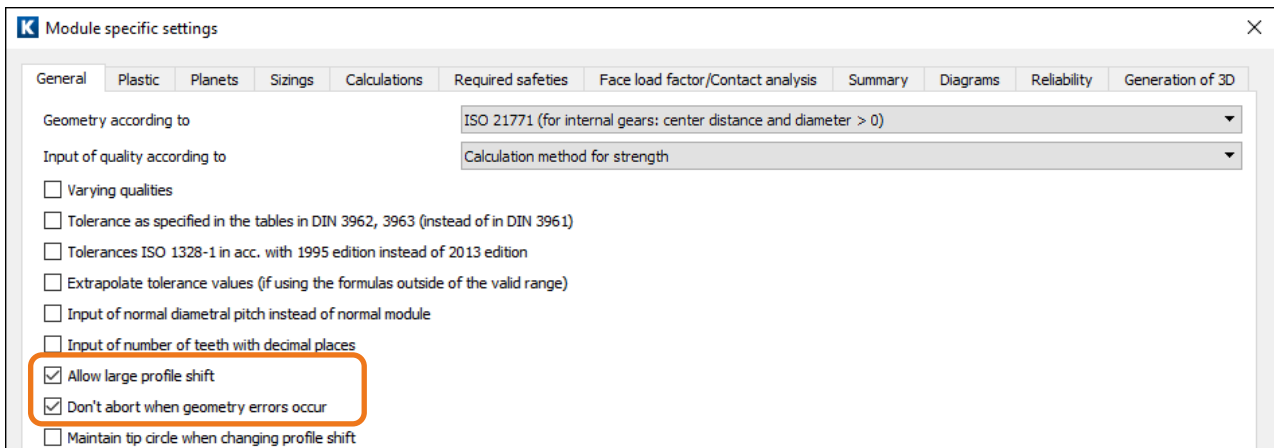 K Module specific settings
General Plastic Planets Sizings Calculations Required safeties Face load factor/Contact analysis Summary Diagrams Reliability Generation of 3D
Geometry according to ISO 21771 (for internal gears: center distance and diameter > 0)
Input of quality according to Calculation method for strength
Varying qualities
Tolerance as specified in the tables in DIN 3962, 3963 (instead of in DIN 3961)
Tolerances ISO 1328-1 in acc. with 1995 edition instead of 2013 edition
Extrapolate tolerance values (if using the formulas outside of the valid range)
Input of normal diametral pitch instead of normal module
Input of number of teeth with decimal places
Allow large profile shift
Don't abort when geometry errors occur
Maintain tip circle when changing profile shift